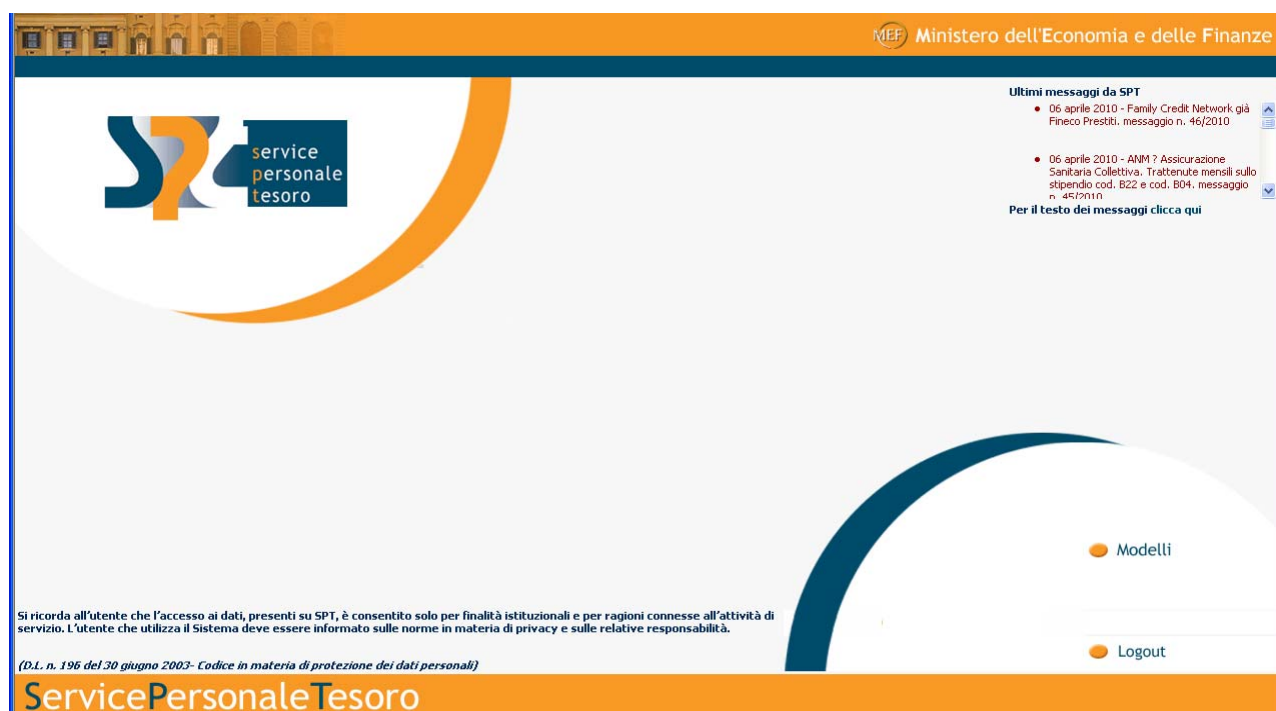 MEF Ministero dell'Economia e delle Finanze
Ultimi messaggi da SPT
06 aprile 2010 - Family Credit Network già
Fineco Prestiti. messaggio n. 46/2010
06 aprile 2010 - ANM ? Assicurazione
Sanitaria Collettiva. Trattenute mensili sullo
stipendio cod. B22 e cod. B04. messaggio
n. 45/2010
Per il testo dei messaggi clicca qui
SPT
service
personale
tesoro
Modelli
Si ricorda all'utente che l'accesso ai dati, presenti su SPT, è consentito solo per finalità istituzionali e per ragioni connesse all'attività di
servizio. L'utente che utilizza il Sistema deve essere informato sulle norme in materia di privacy e sulle relative responsabilità.
Logout
(D.L. n. 196 del 30 giugno 2003- Codice in materia di protezione dei dati personali)
ServicePersonaleTesoro